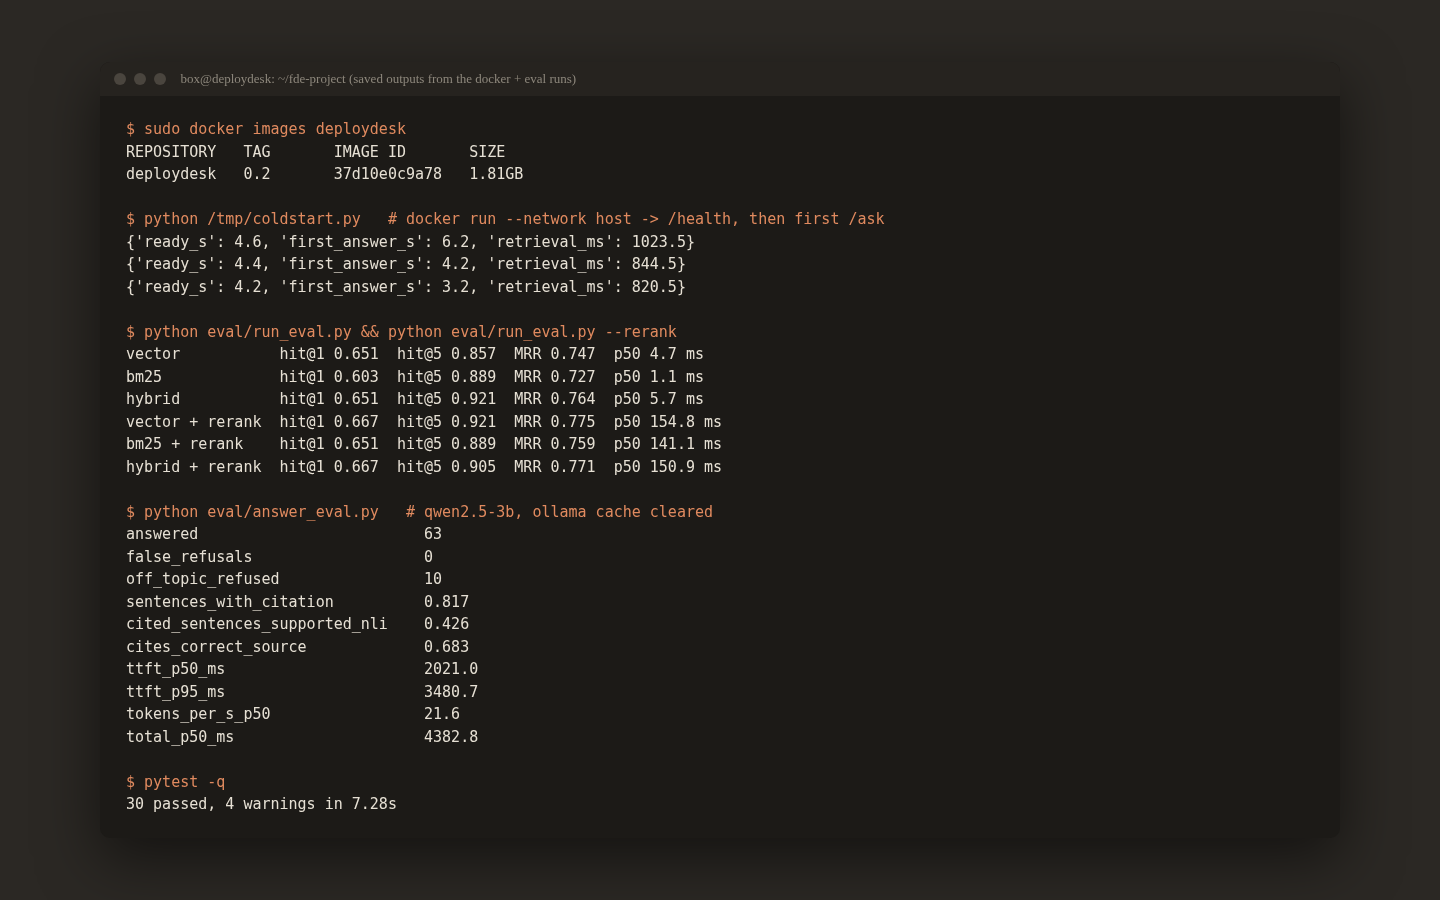 box@deploydesk: ~/fde-project (saved outputs from the docker + eval runs)
$ sudo docker images deploydesk
REPOSITORY   TAG       IMAGE ID       SIZE
deploydesk   0.2       37d10e0c9a78   1.81GB
$ python /tmp/coldstart.py   # docker run --network host -> /health, then first /ask
{'ready_s': 4.6, 'first_answer_s': 6.2, 'retrieval_ms': 1023.5}
{'ready_s': 4.4, 'first_answer_s': 4.2, 'retrieval_ms': 844.5}
{'ready_s': 4.2, 'first_answer_s': 3.2, 'retrieval_ms': 820.5}
$ python eval/run_eval.py && python eval/run_eval.py --rerank
vector           hit@1 0.651  hit@5 0.857  MRR 0.747  p50 4.7 ms
bm25             hit@1 0.603  hit@5 0.889  MRR 0.727  p50 1.1 ms
hybrid           hit@1 0.651  hit@5 0.921  MRR 0.764  p50 5.7 ms
vector + rerank  hit@1 0.667  hit@5 0.921  MRR 0.775  p50 154.8 ms
bm25 + rerank    hit@1 0.651  hit@5 0.889  MRR 0.759  p50 141.1 ms
hybrid + rerank  hit@1 0.667  hit@5 0.905  MRR 0.771  p50 150.9 ms
$ python eval/answer_eval.py   # qwen2.5-3b, ollama cache cleared
answered                         63
false_refusals                   0
off_topic_refused                10
sentences_with_citation          0.817
cited_sentences_supported_nli    0.426
cites_correct_source             0.683
ttft_p50_ms                      2021.0
ttft_p95_ms                      3480.7
tokens_per_s_p50                 21.6
total_p50_ms                     4382.8
$ pytest -q
30 passed, 4 warnings in 7.28s